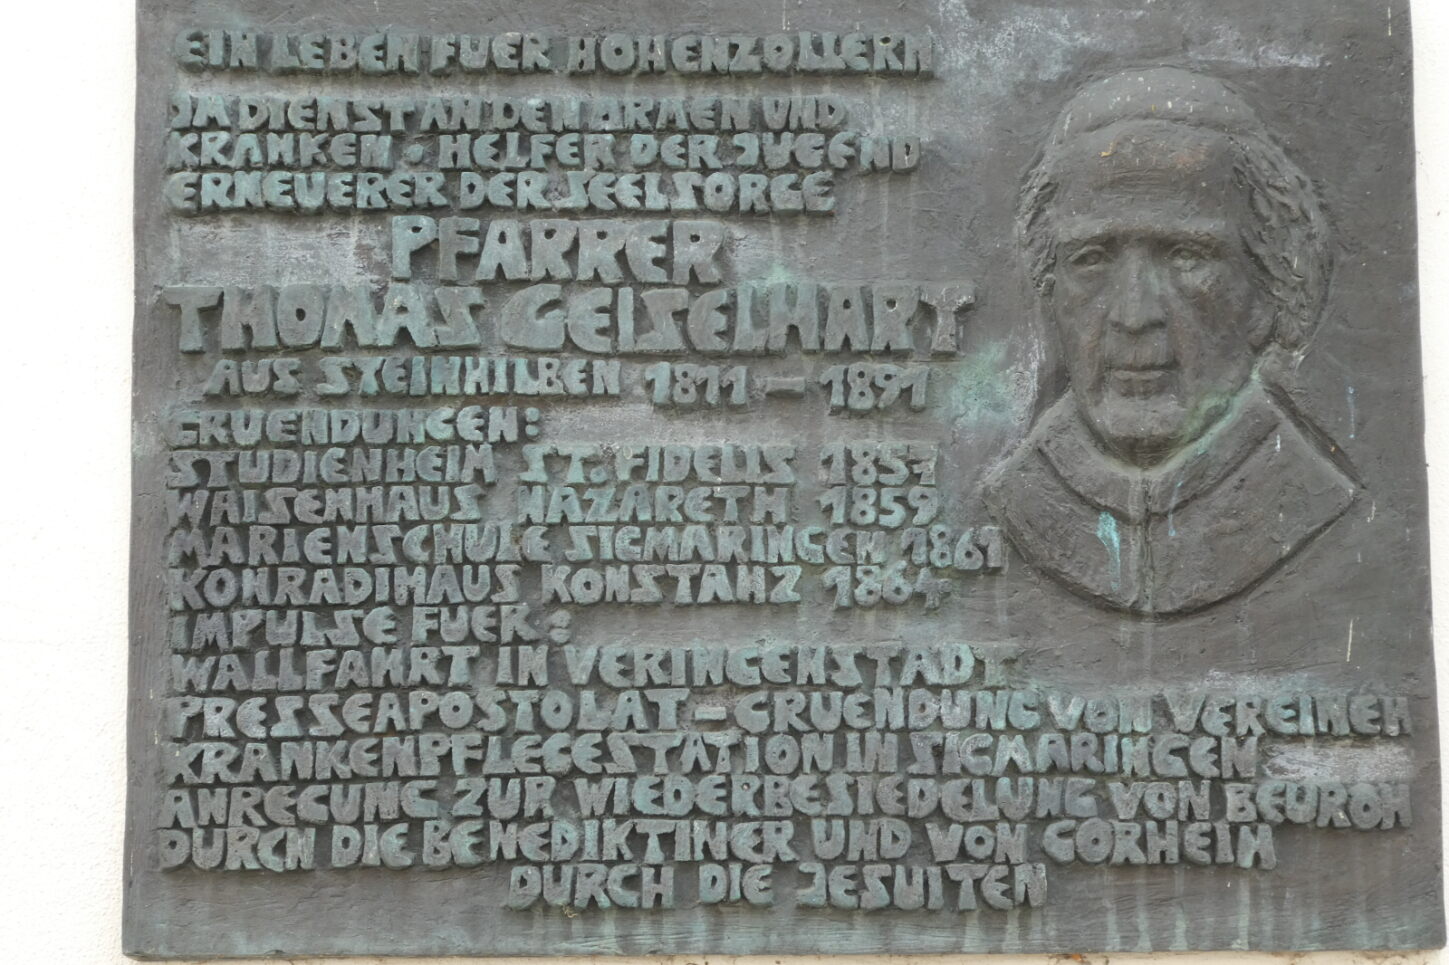 EIN LEBEN FUER HOHENZOLLERN
IM DIENST AN DEN ARMEN UND
KRANKEN · HELFER DER JUGEND
ERNEUERER DER SEELSORGE
PFARRER
THOMAS GEISELHART
AUS STEINHILBEN 1811 – 1891
GRUENDUNGEN:
STUDIENHEIM ST. FIDELIS 1857
WAISENHAUS NAZARETH 1859
MARIENSCHULE SIGMARINGEN 1861
KONRADIHAUS KONSTANZ 1864
IMPULSE FUER:
WALLFAHRT IN VERINGENSTADT
PRESSEAPOSTOLAT – GRUENDUNG VON VEREINEN
KRANKENPFLEGESTATION IN SIGMARINGEN
ANREGUNG ZUR WIEDERBESIEDELUNG VON BEURON
DURCH DIE BENEDIKTINER UND VON GORHEIM
DURCH DIE JESUITEN